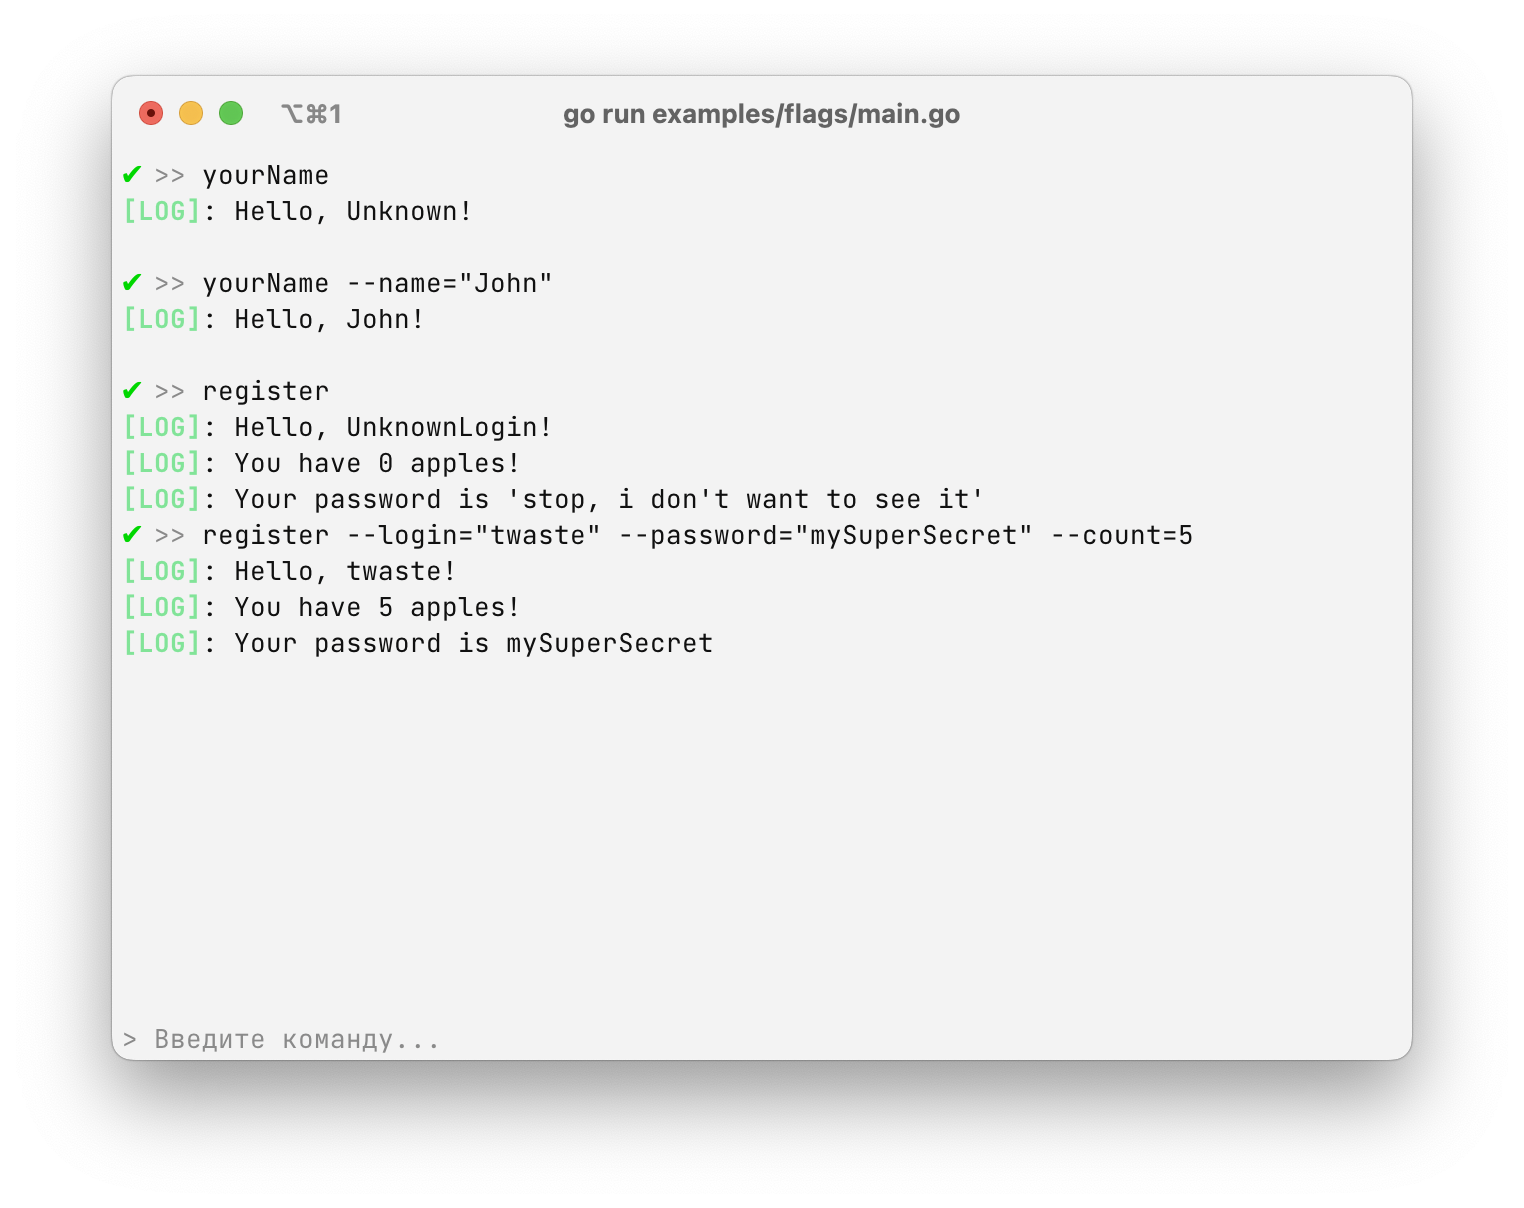 ⌥⌘1 go run examples/flags/main.go
✔ >> yourName
[LOG]: Hello, Unknown!
✔ >> yourName --name="John"
[LOG]: Hello, John!
✔ >> register
[LOG]: Hello, UnknownLogin!
[LOG]: You have 0 apples!
[LOG]: Your password is 'stop, i don't want to see it'
✔ >> register --login="twaste" --password="mySuperSecret" --count=5
[LOG]: Hello, twaste!
[LOG]: You have 5 apples!
[LOG]: Your password is mySuperSecret
> Введите команду...